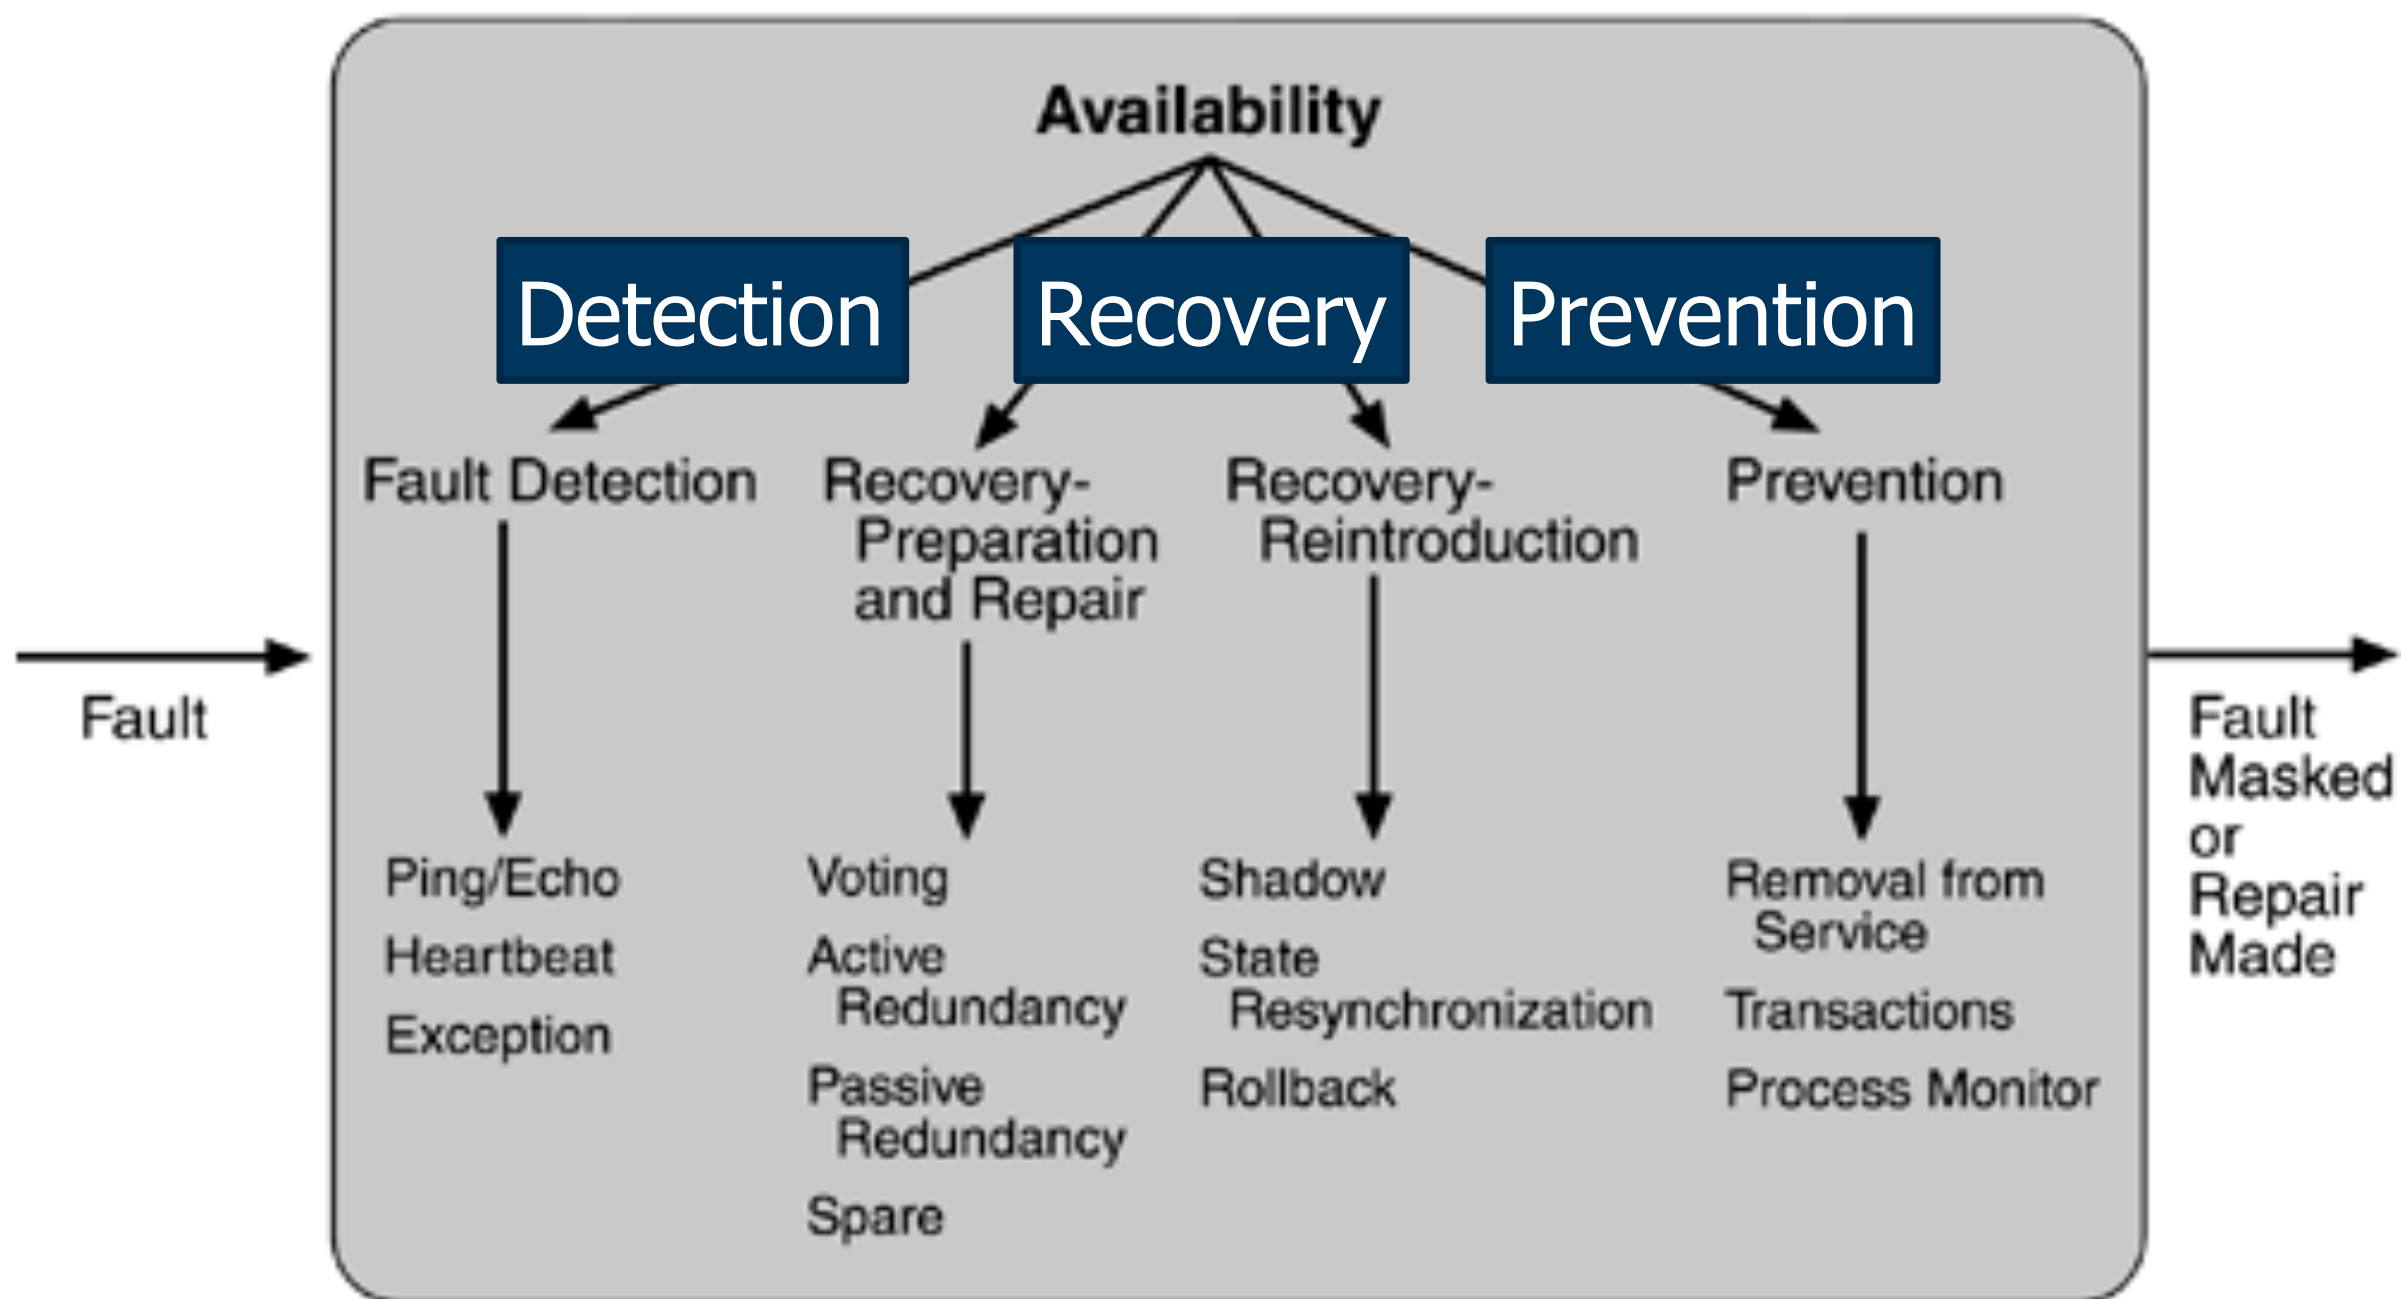 Availability
Detection
Recovery
Prevention
Fault Detection
Recovery-
Preparation
and Repair
Recovery-
Reintroduction
Prevention
Fault
Ping/Echo
Heartbeat
Exception
Voting
Active
Redundancy
Passive
Redundancy
Spare
Shadow
State
Resynchronization
Rollback
Removal from
Service
Transactions
Process Monitor
Fault
Masked
or
Repair
Made